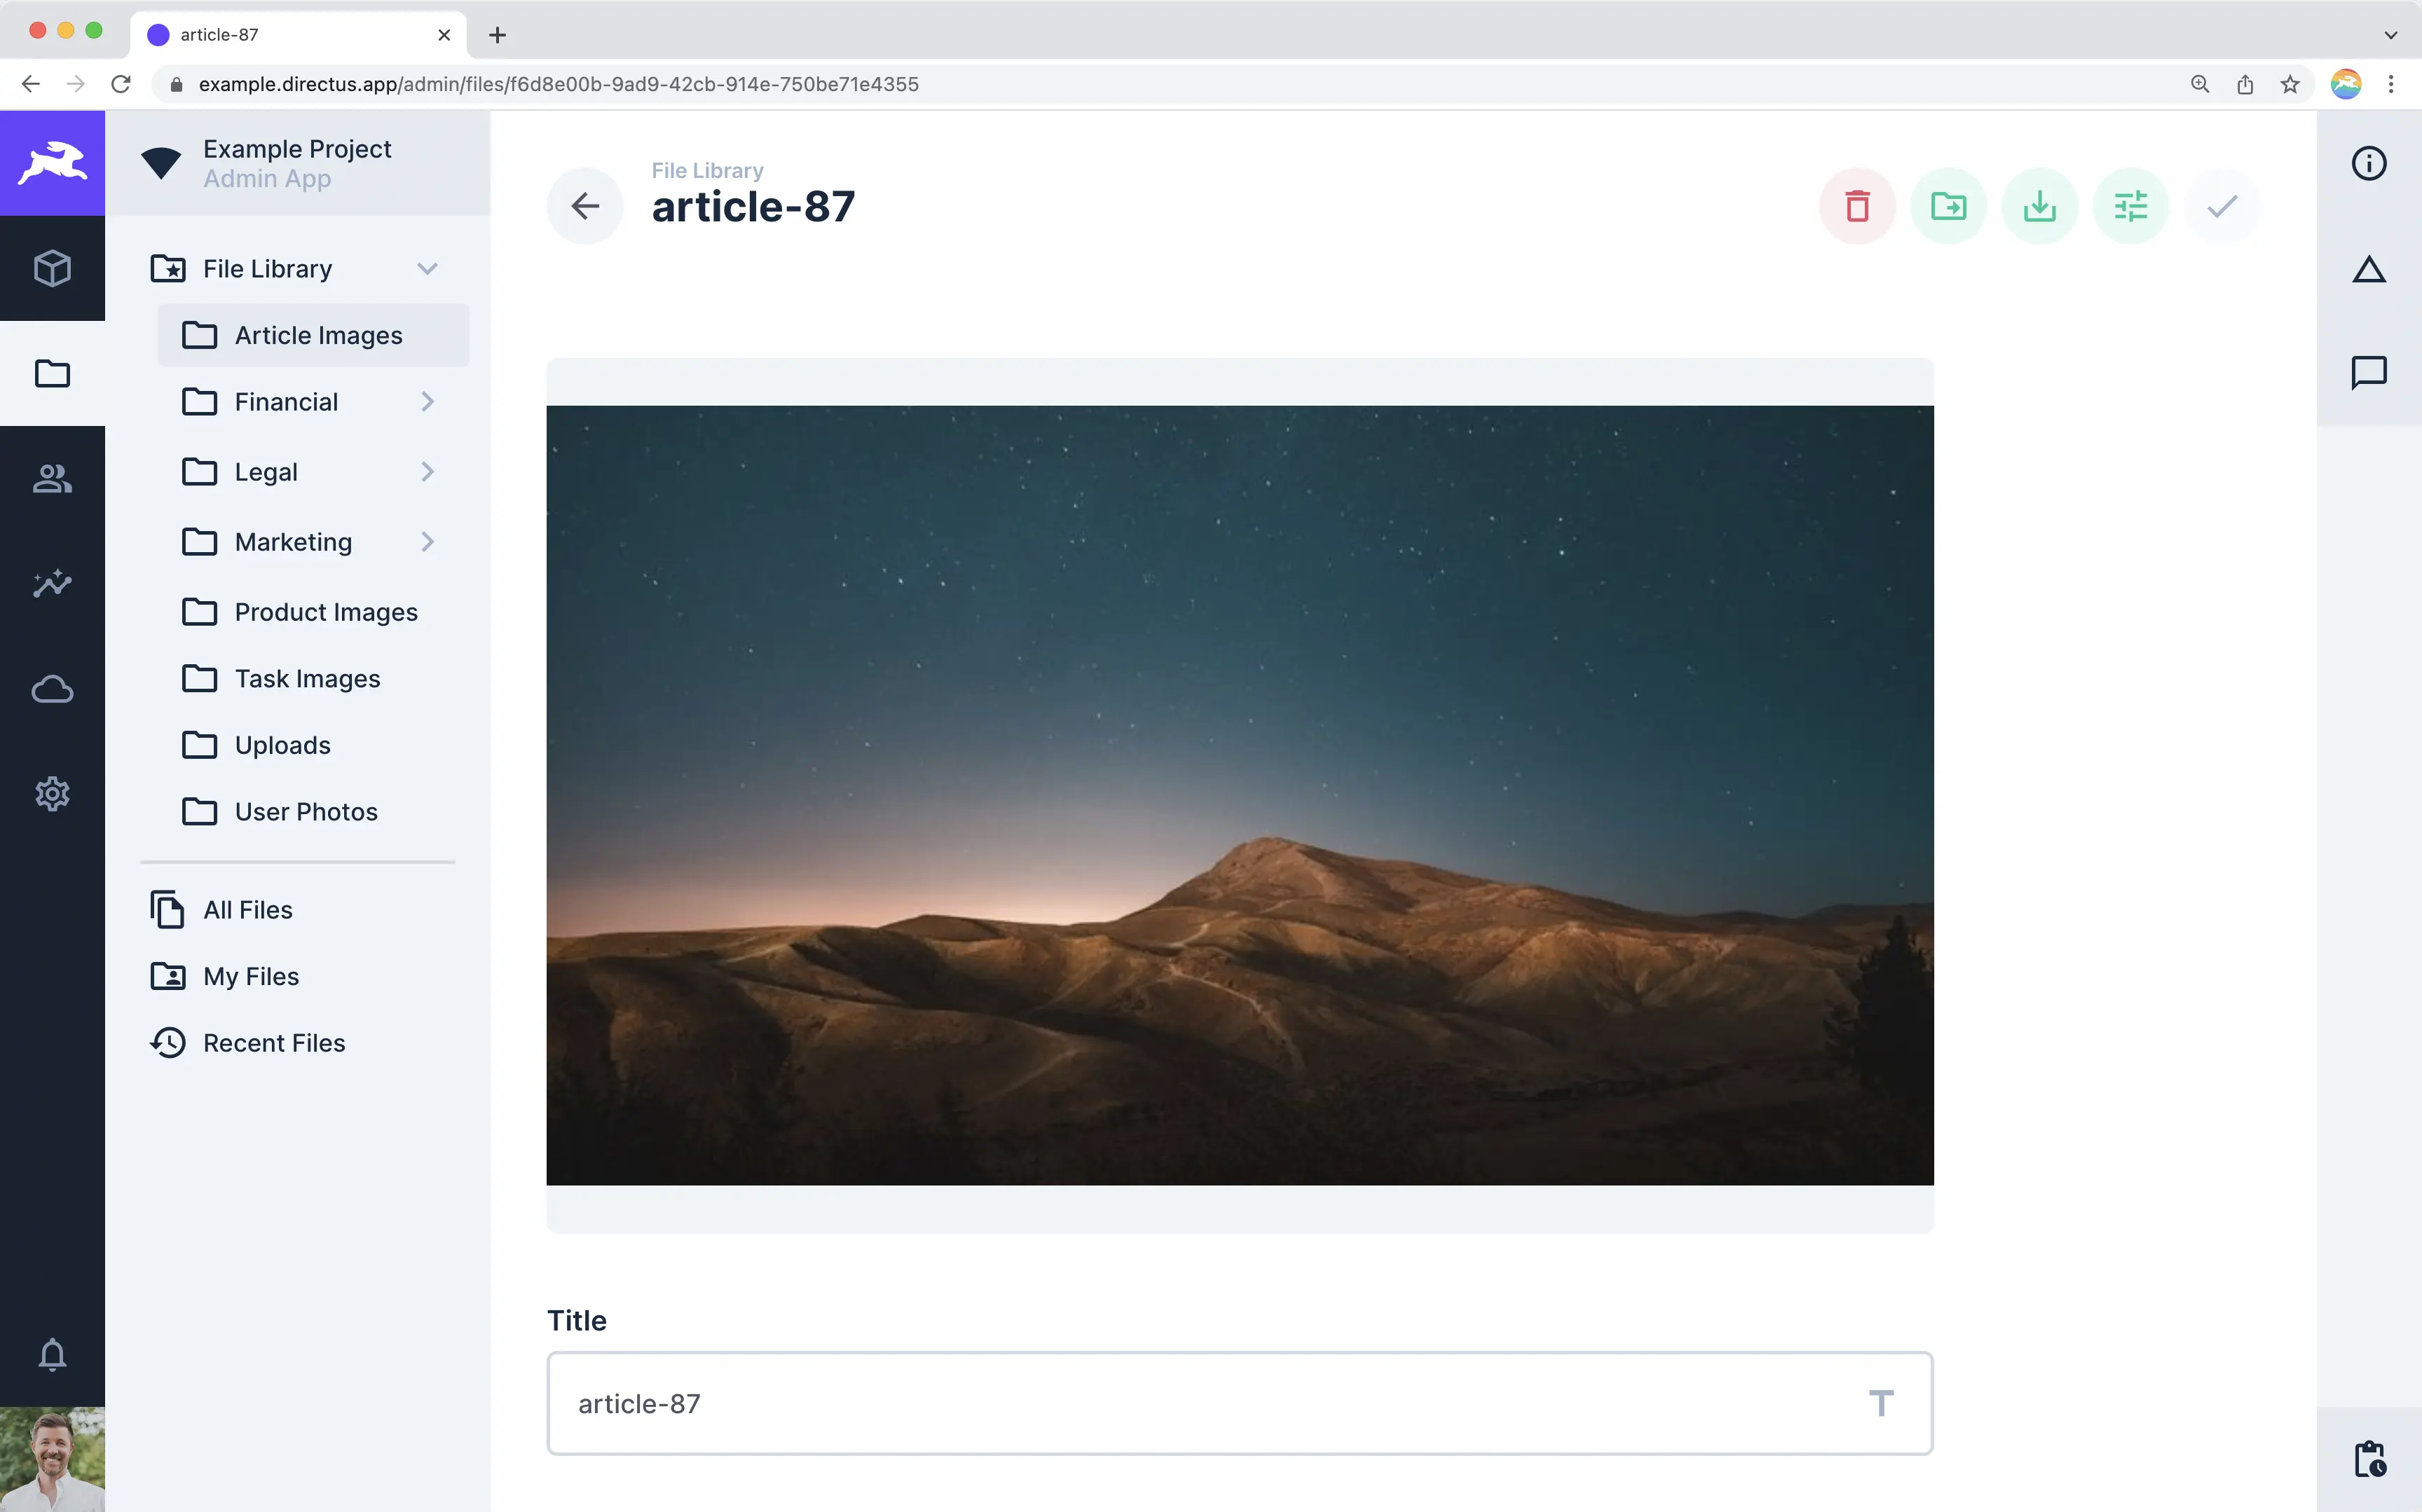 article-87
example.directus.app/admin/files/f6d8e00b-9ad9-42cb-914e-750be71e4355
Example Project
Admin App
File Library
Article Images
Financial
Legal
Marketing
Product Images
Task Images
Uploads
User Photos
All Files
My Files
Recent Files
File Library
article-87
Title
article-87